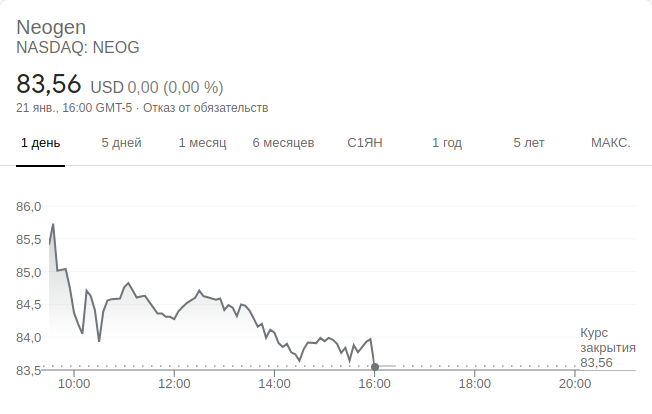 Neogen
NASDAQ: NEOG
83,56 USD 0,00 (0,00 %)
21 янв., 16:00 GMT-5 · Отказ от обязательств
1 день 5 дней 1 месяц 6 месяцев С1ЯН 1 год 5 лет МАКС.
86,0
85,5
85,0
84,5
84,0
83,5
Курс
закрытия
83,56
10:00 12:00 14:00 16:00 18:00 20:00